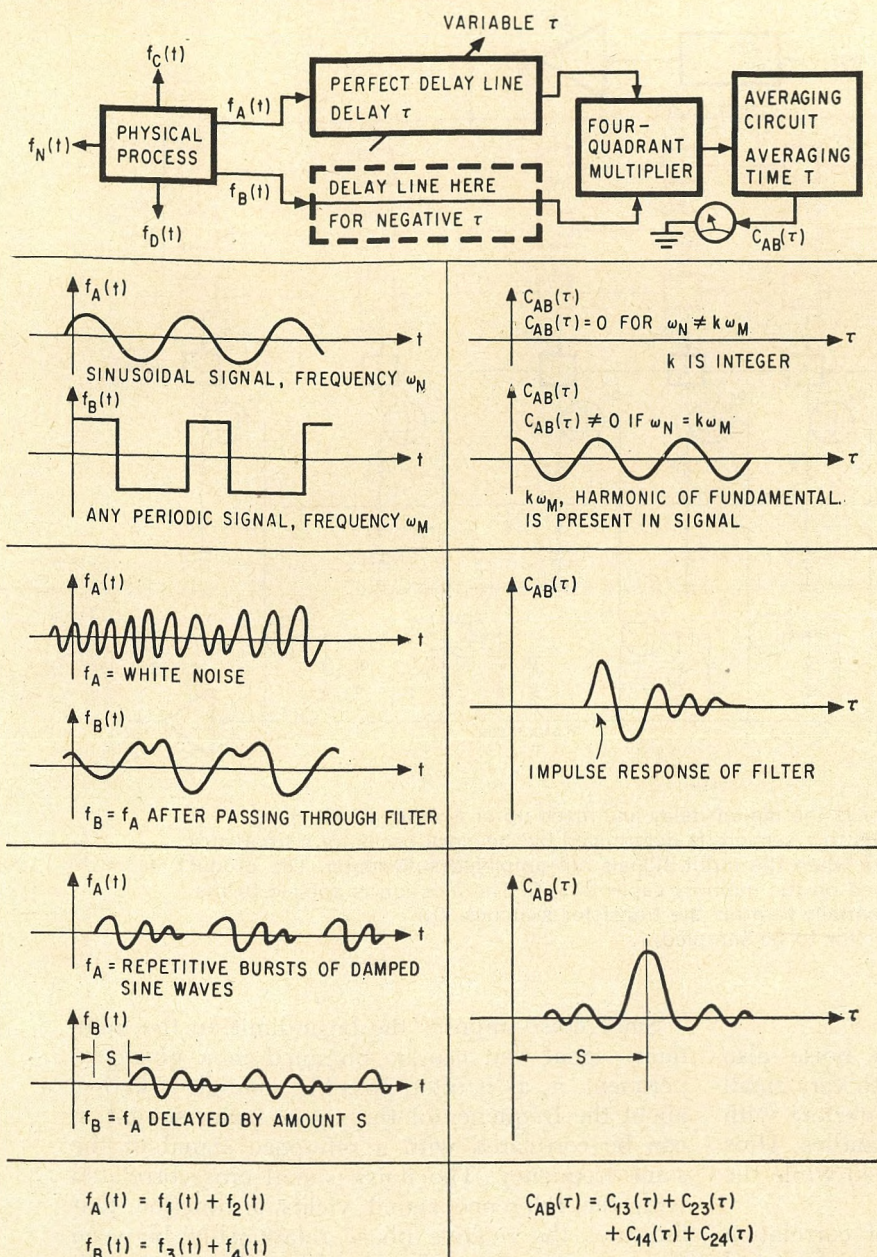 VARIABLE τ
f_C(t)
f_A(t)
f_N(t)
PHYSICAL
PROCESS
f_B(t)
f_D(t)
PERFECT DELAY LINE
DELAY τ
DELAY LINE HERE
FOR NEGATIVE τ
FOUR-
QUADRANT
MULTIPLIER
AVERAGING
CIRCUIT
AVERAGING
TIME T
C_AB(τ)
f_A(t)
t
SINUSOIDAL SIGNAL, FREQUENCY ω_N
f_B(t)
t
ANY PERIODIC SIGNAL, FREQUENCY ω_M
C_AB(τ)
C_AB(τ) = 0 FOR ω_N ≠ kω_M
τ
k IS INTEGER
C_AB(τ)
C_AB(τ) ≠ 0 IF ω_N = kω_M
τ
kω_M, HARMONIC OF FUNDAMENTAL
IS PRESENT IN SIGNAL
f_A(t)
t
f_A = WHITE NOISE
f_B(t)
t
f_B = f_A AFTER PASSING THROUGH FILTER
C_AB(τ)
τ
IMPULSE RESPONSE OF FILTER
f_A(t)
t
f_A = REPETITIVE BURSTS OF DAMPED
SINE WAVES
f_B(t)
S
t
f_B = f_A DELAYED BY AMOUNT S
C_AB(τ)
τ
S
f_A(t) = f_1(t) + f_2(t)
f_B(t) = f_3(t) + f_4(t)
C_AB(τ) = C_13(τ) + C_23(τ)
+ C_14(τ) + C_24(τ)